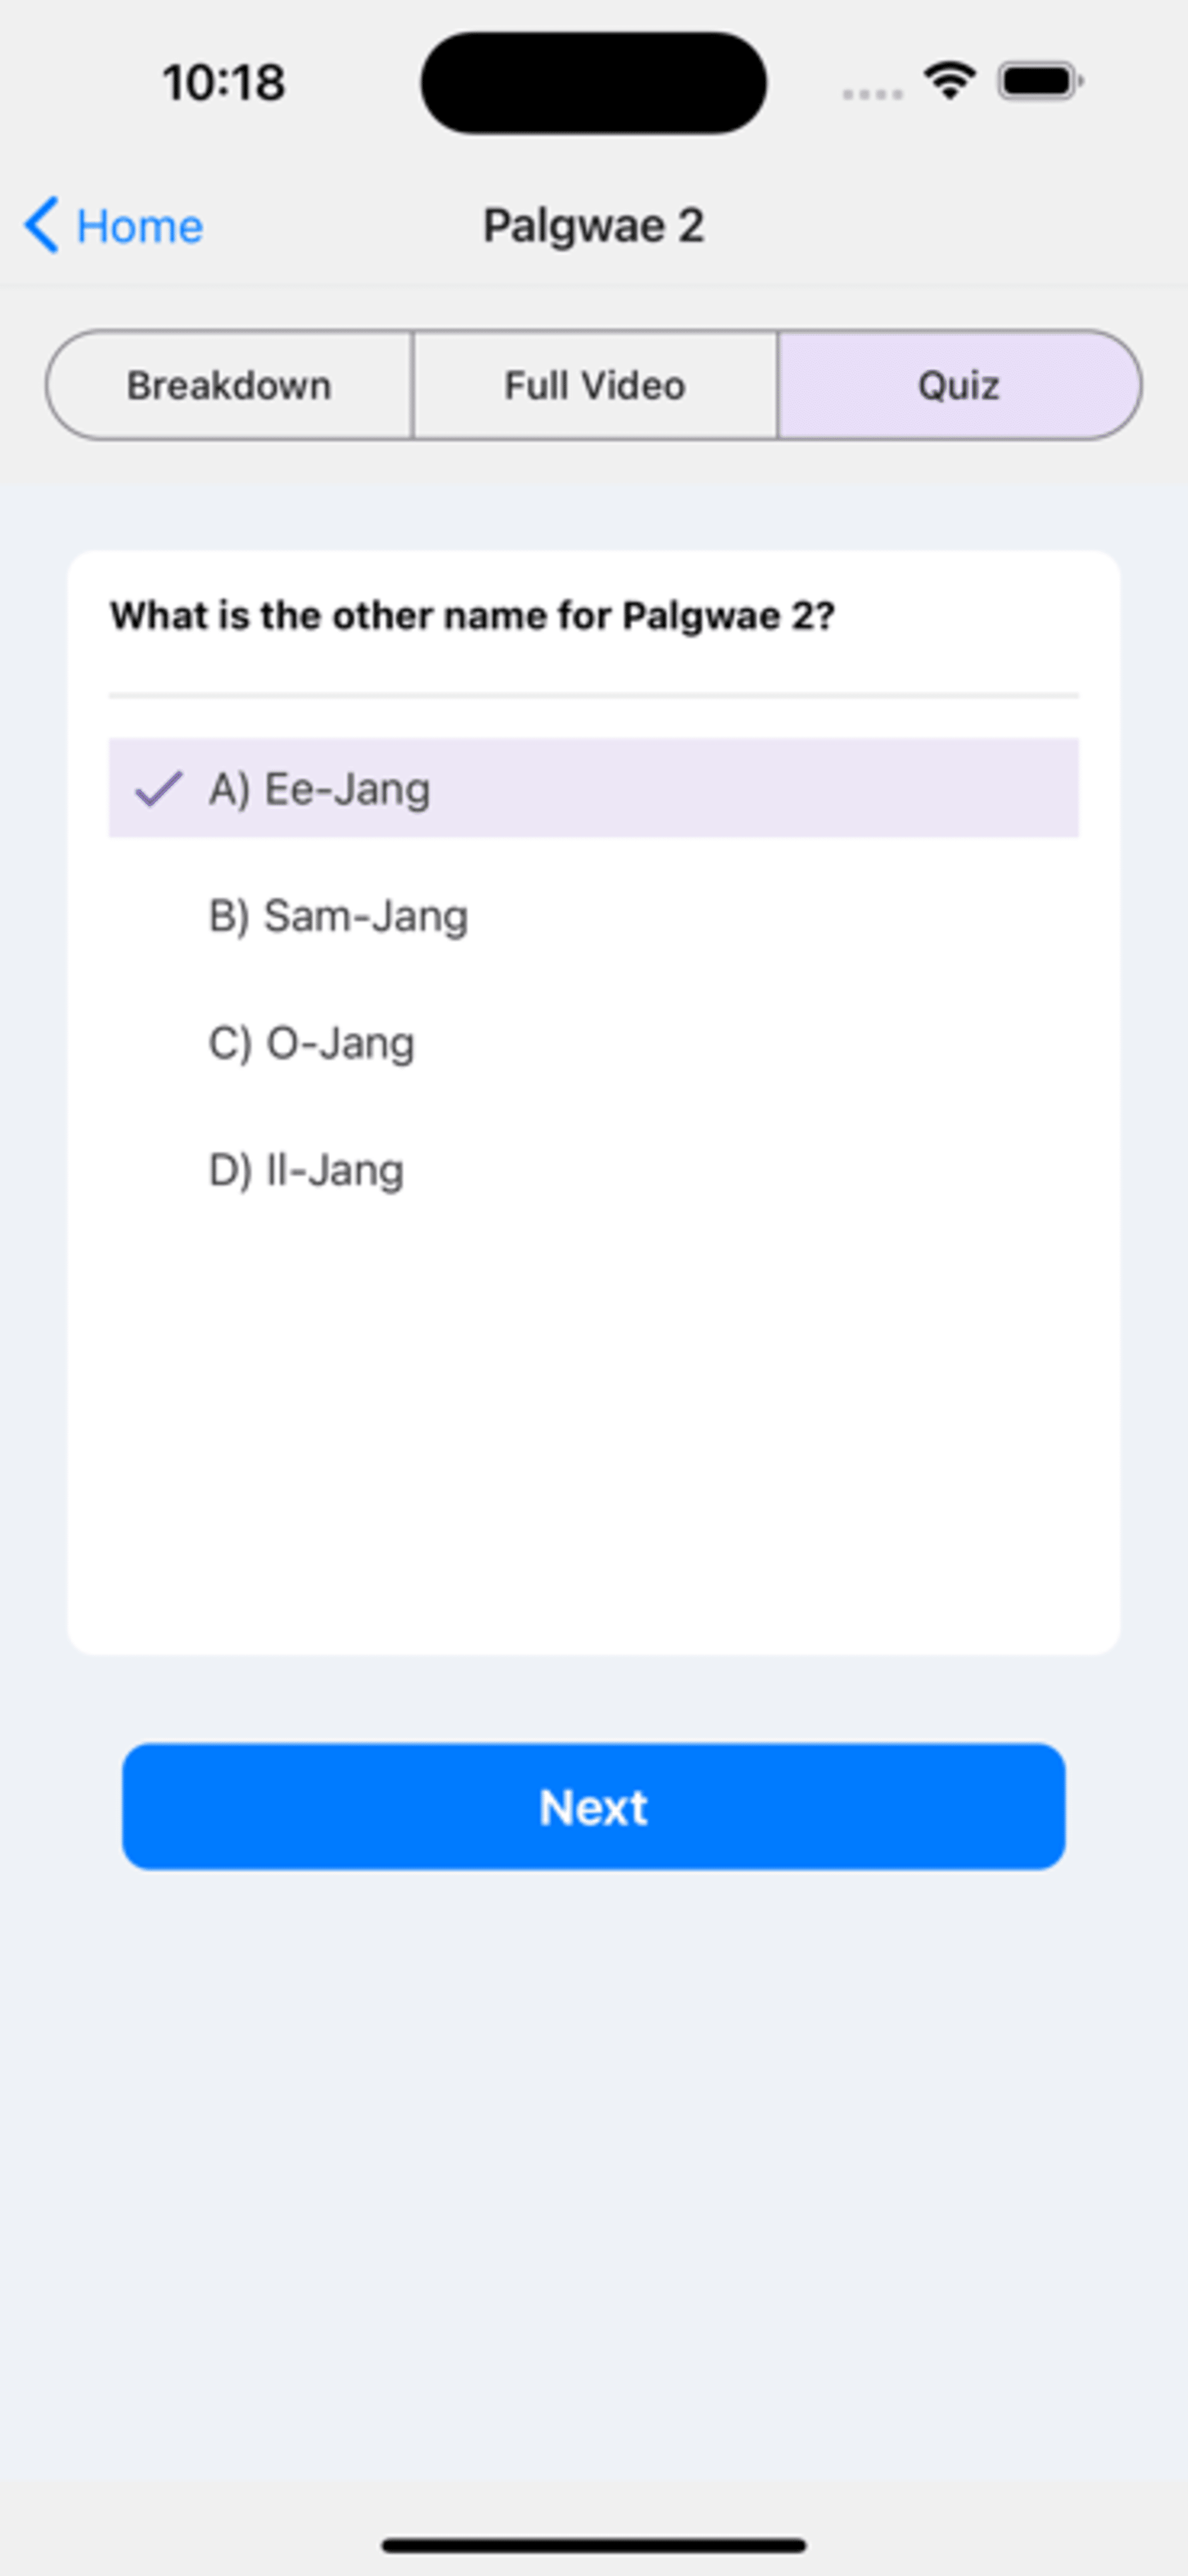 10:18
Home
Palgwae 2
Breakdown
Full Video
Quiz
What is the other name for Palgwae 2?
A) Ee-Jang
B) Sam-Jang
C) O-Jang
D) Il-Jang
Next